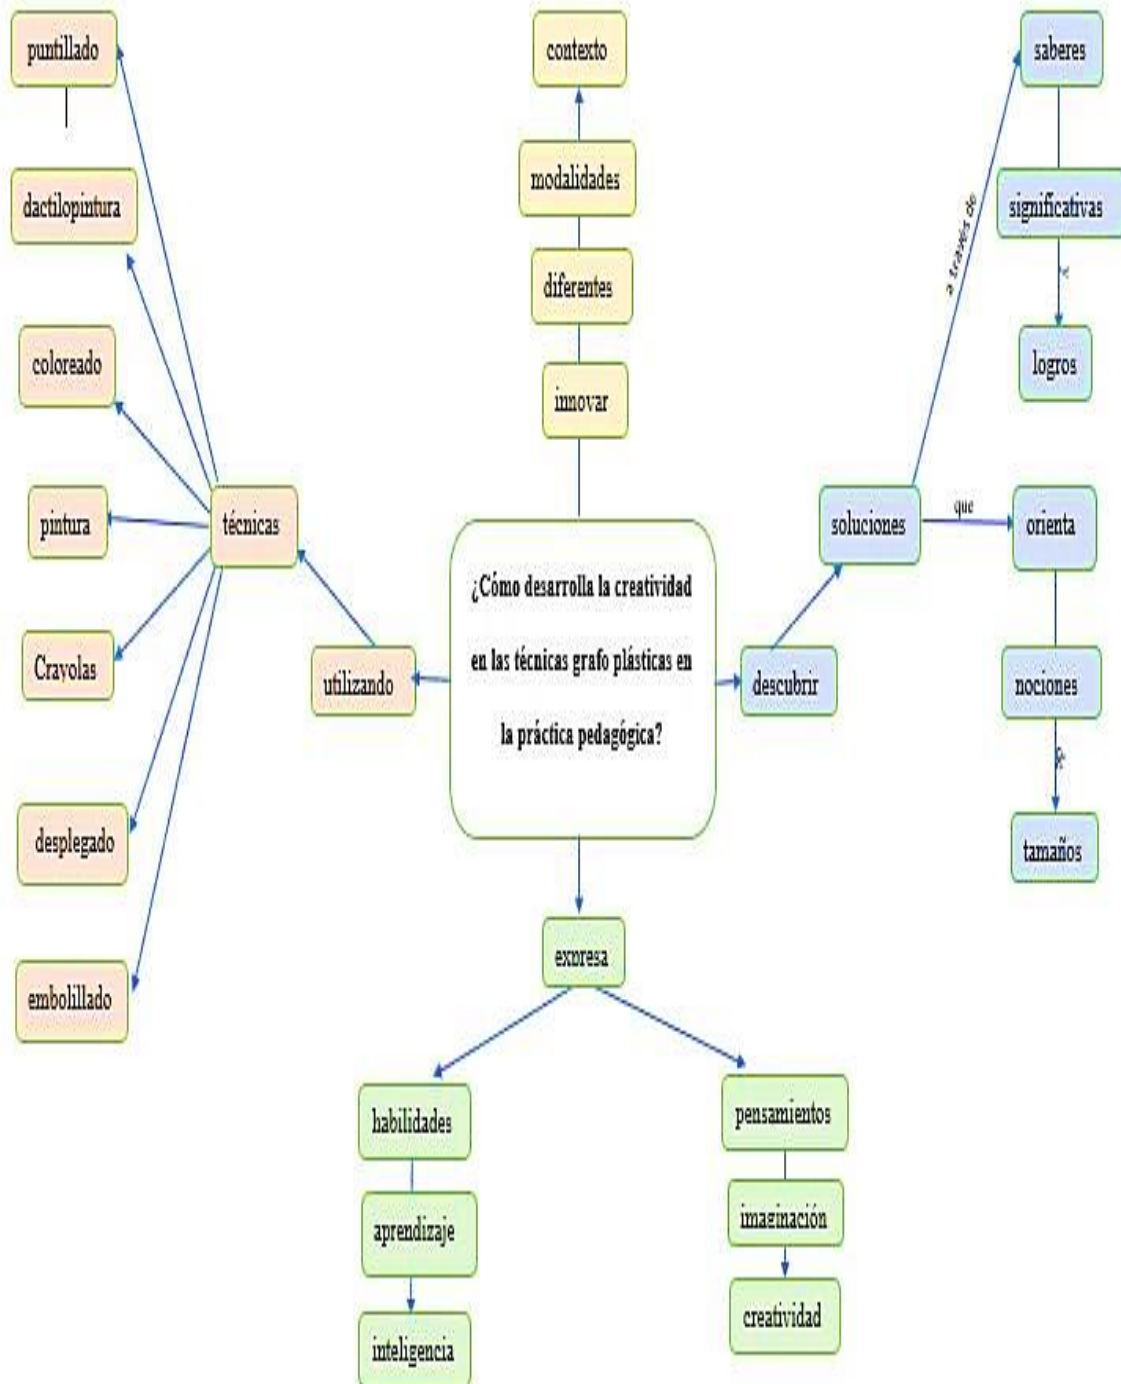 puntillado
contexto
saberes
modalidades
dactilopintura
significativas
a través de
diferentes
coloreado
logros
innovar
pintura
técnicas
soluciones
que
orienta
¿Cómo desarrolla la creatividad
en las técnicas grafo plásticas en
la práctica pedagógica?
Crayolas
utilizando
descubrir
nociones
desplegado
tamaños
expresa
embolillado
habilidades
pensamientos
aprendizaje
imaginación
creatividad
inteligencia